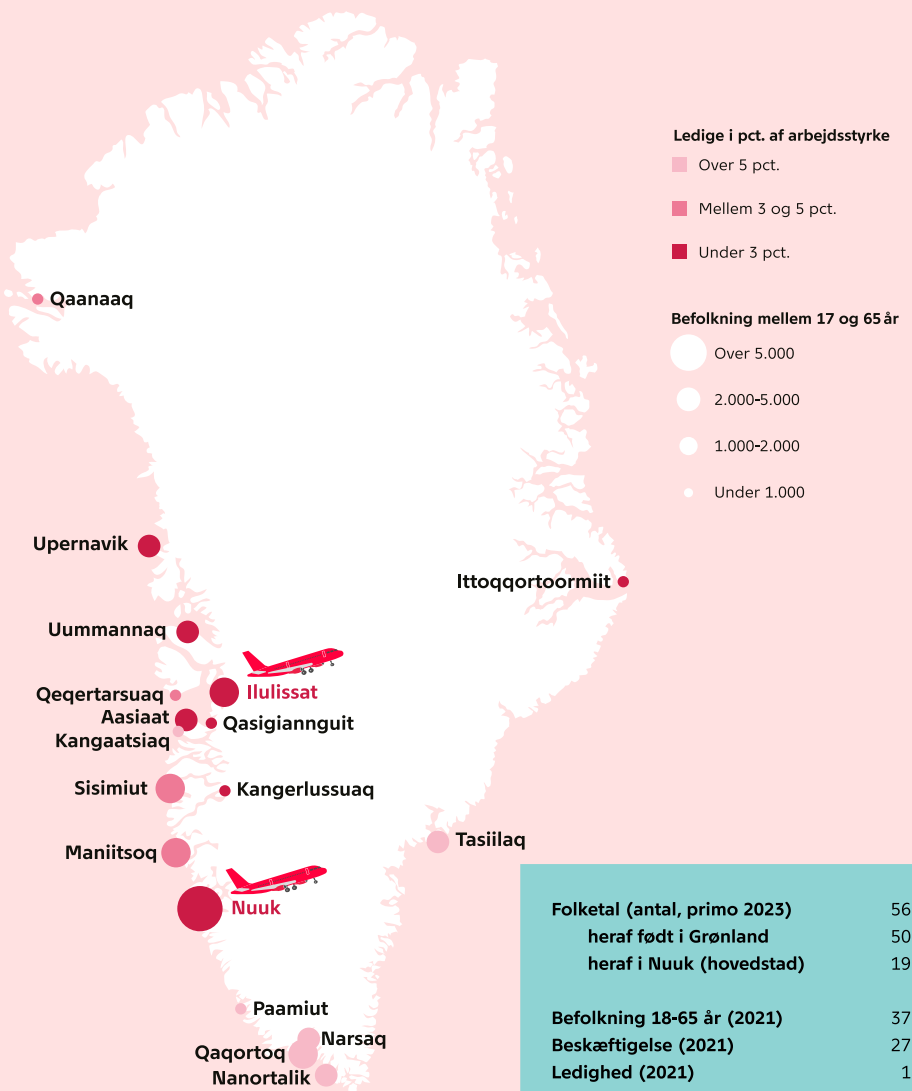 Ledige i pct. af arbejdsstyrke
Over 5 pct.
Mellem 3 og 5 pct.
Under 3 pct.
Befolkning mellem 17 og 65 år
Over 5.000
2.000-5.000
1.000-2.000
Under 1.000
Qaanaaq
Upernavik
Ittoqqortoormiit
Uummannaq
Ilulissat
Qeqertarsuaq
Aasiaat
Qasigiannguit
Kangaatsiaq
Sisimiut
Kangerlussuaq
Tasiilaq
Maniitsoq
Nuuk
Paamiut
Narsaq
Qaqortoq
Nanortalik
Folketal (antal, primo 2023) 56
heraf født i Grønland 50
heraf i Nuuk (hovedstad) 19
Befolkning 18-65 år (2021) 37
Beskæftigelse (2021) 27
Ledighed (2021) 1